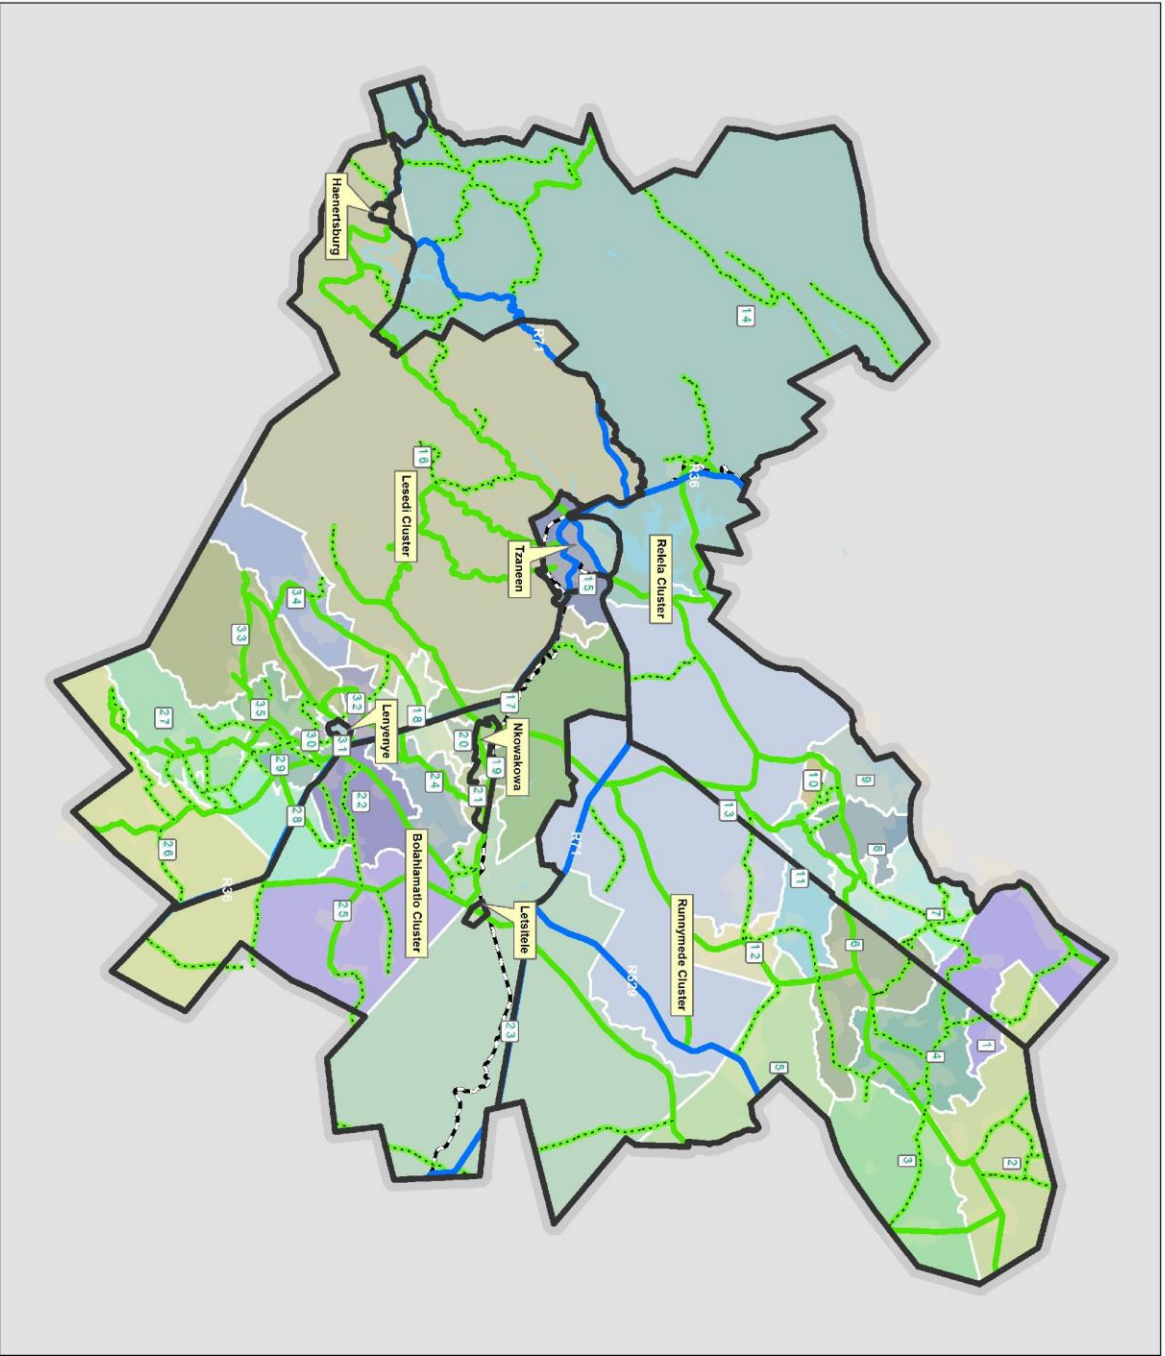 2
1
7
4
3
8
9
6
10
11
5
12
14
13
R36
Runnymede Cluster
Relela Cluster
R529
15
R71
R71
Letsitele
Tzaneen
Nkowakowa
17
23
19
21
20
24
16
Bolahlamatlo Cluster
18
Lesedi Cluster
Lenyenye
22
32
31
25
Haenertsburg
30
34
28
29
35
33
R36
26
27